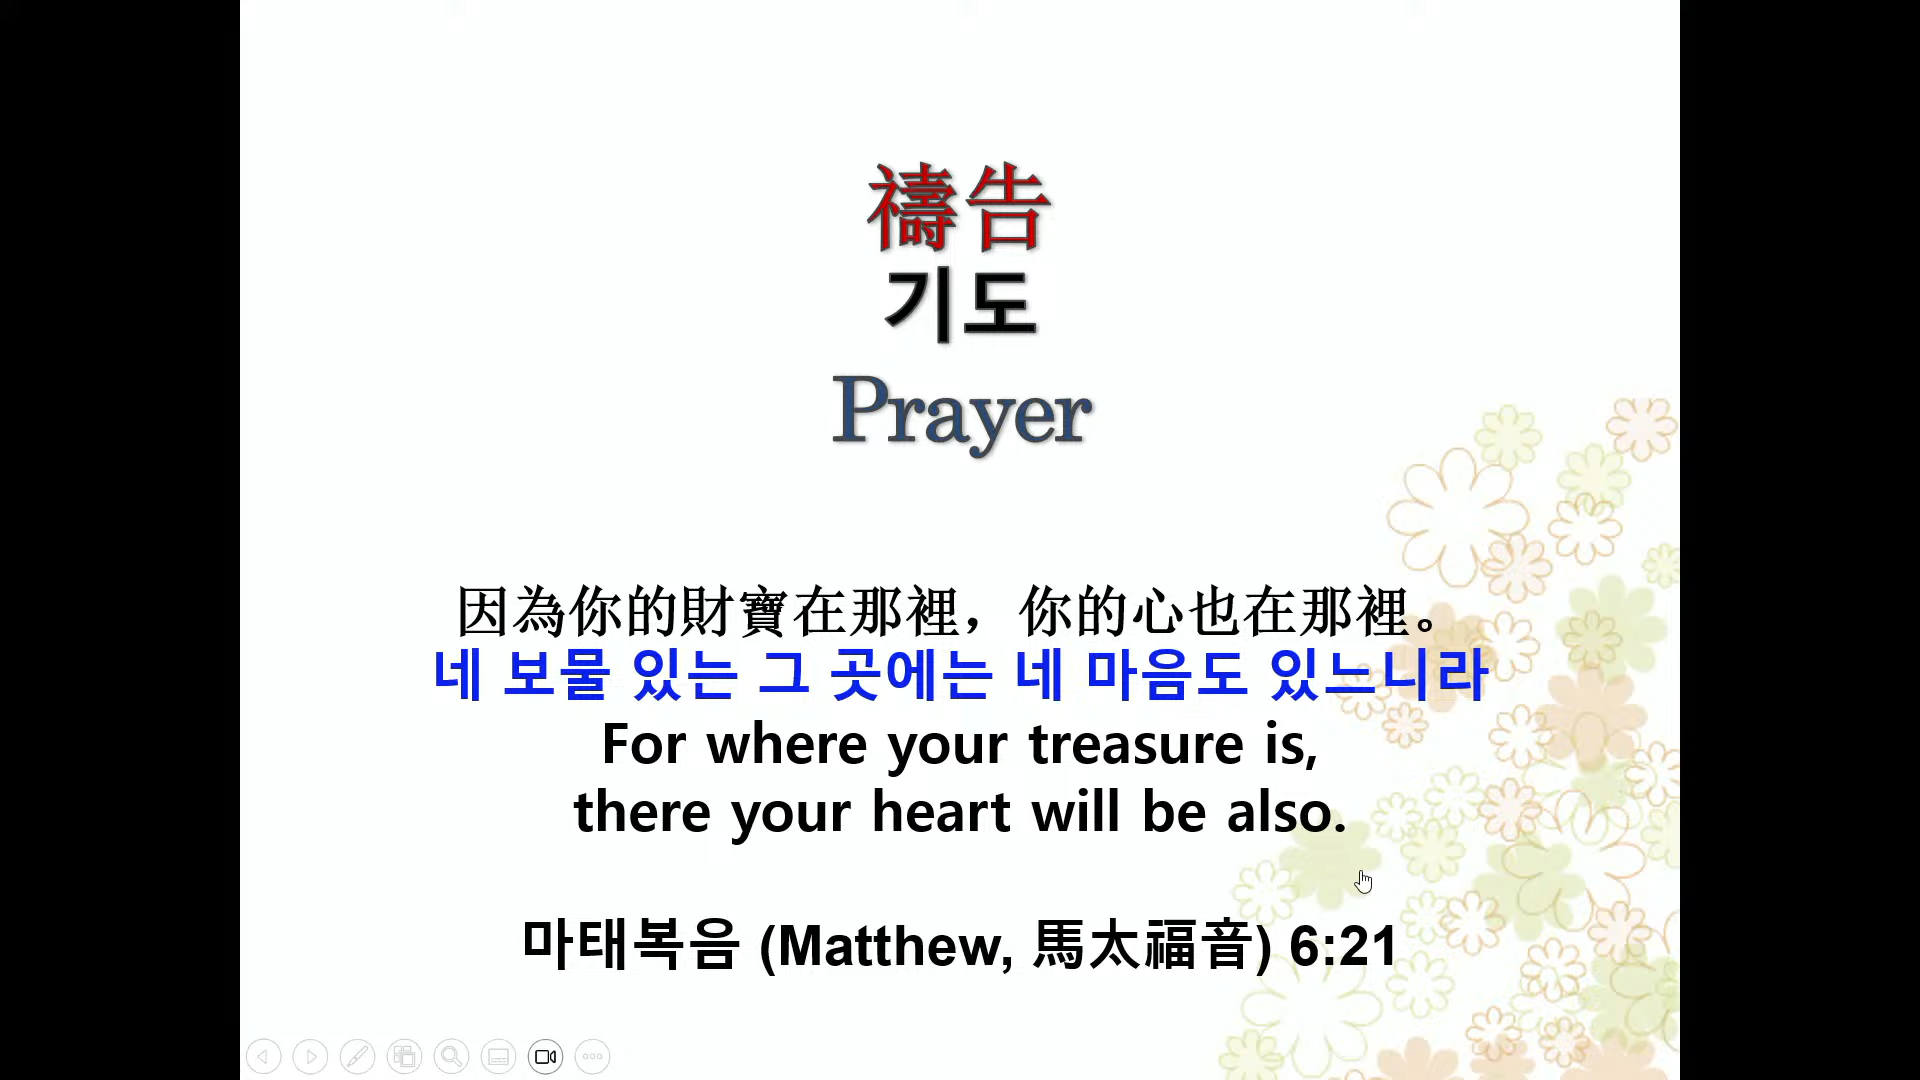 禱告
기도
Prayer
因為你的財寶在那裡，你的心也在那裡。
네 보물 있는 그 곳에는 네 마음도 있느니라
For where your treasure is,
there your heart will be also.
마태복음 (Matthew, 馬太福音) 6:21